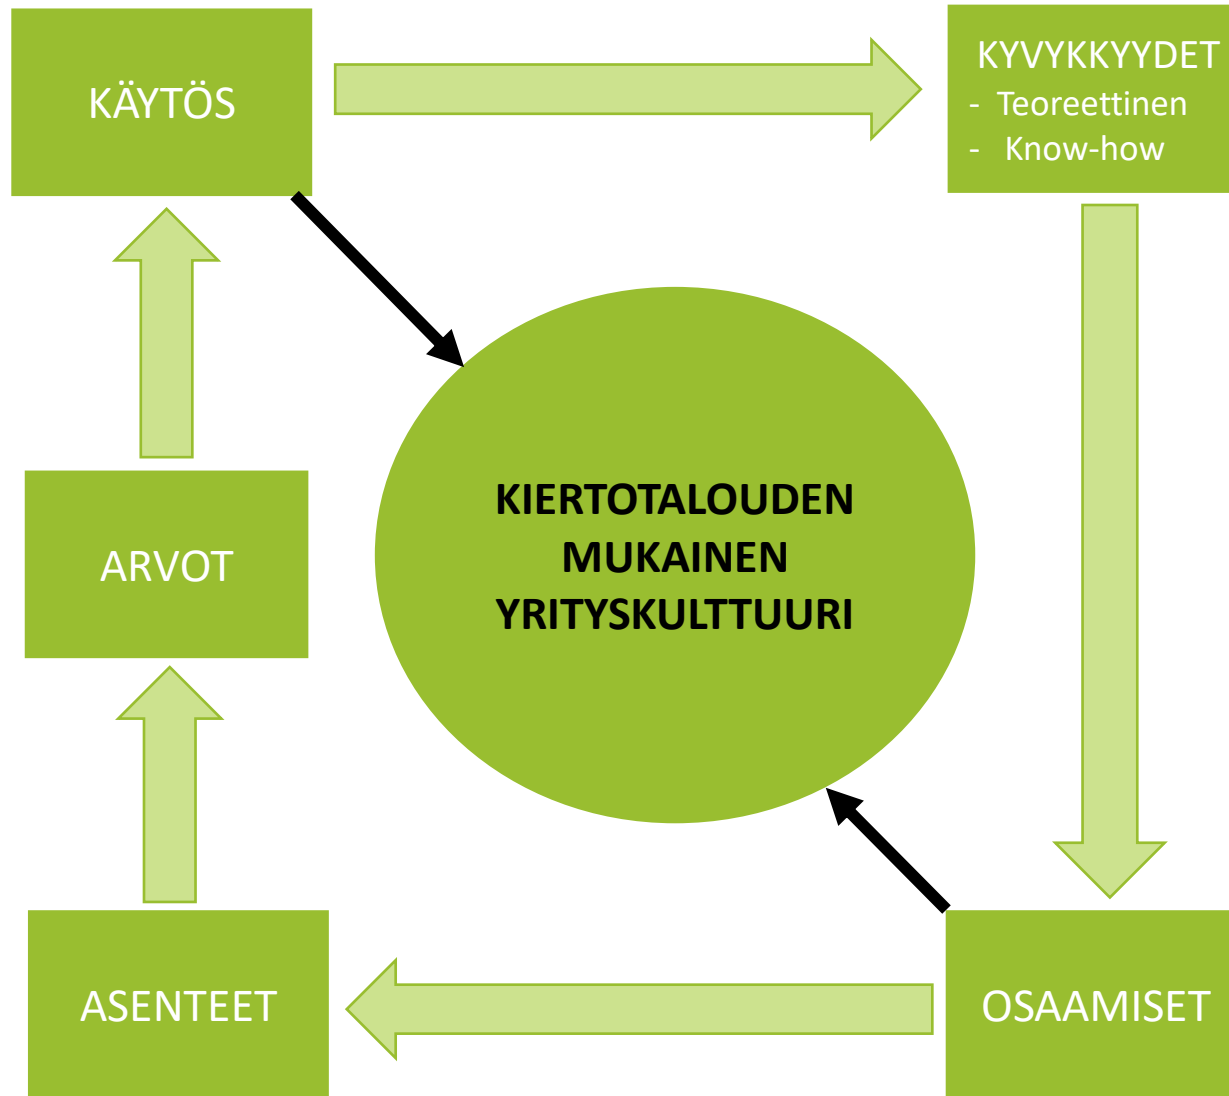 KÄYTÖS
KYVYKKYYDET
- Teoreettinen
- Know-how
KIERTOTALOUDEN
MUKAINEN
YRITYSKULTTUURI
ARVOT
ASENTEET
OSAAMISET